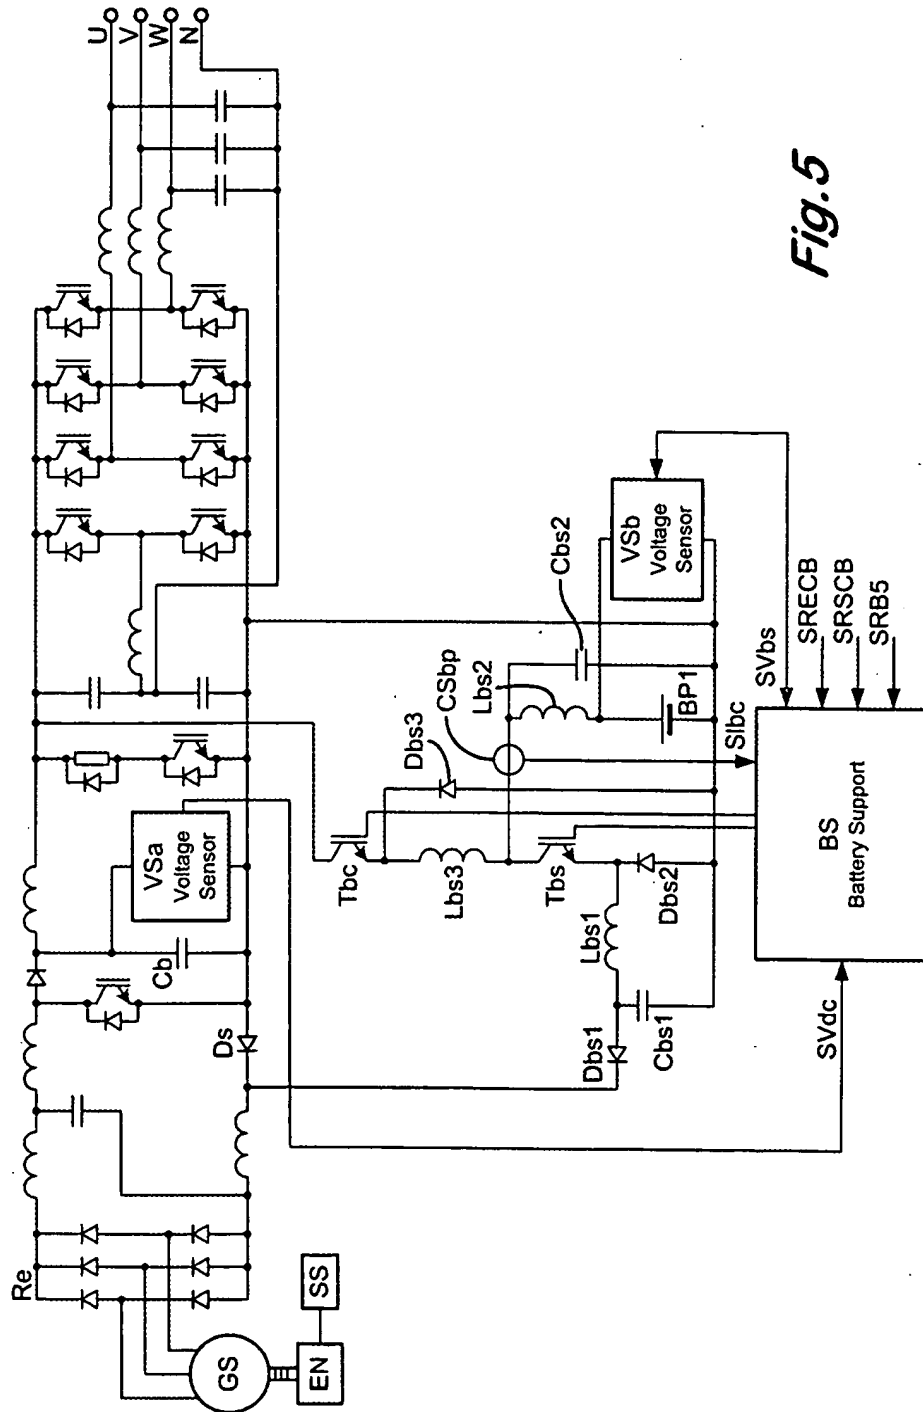 U
V
W
N
Fig.5
Re
GS
EN
SS
Ds
Cb
VSa
Voltage
Sensor
Tbc
Lbs3
Tbs
Dbs3
CSbp
Lbs2
Cbs2
VSb
Voltage
Sensor
BP1
Dbs1
Lbs1
Dbs2
Cbs1
SVdc
SIbc
SVbs
SRECB
SRSCB
SRB5
BS
Battery Support